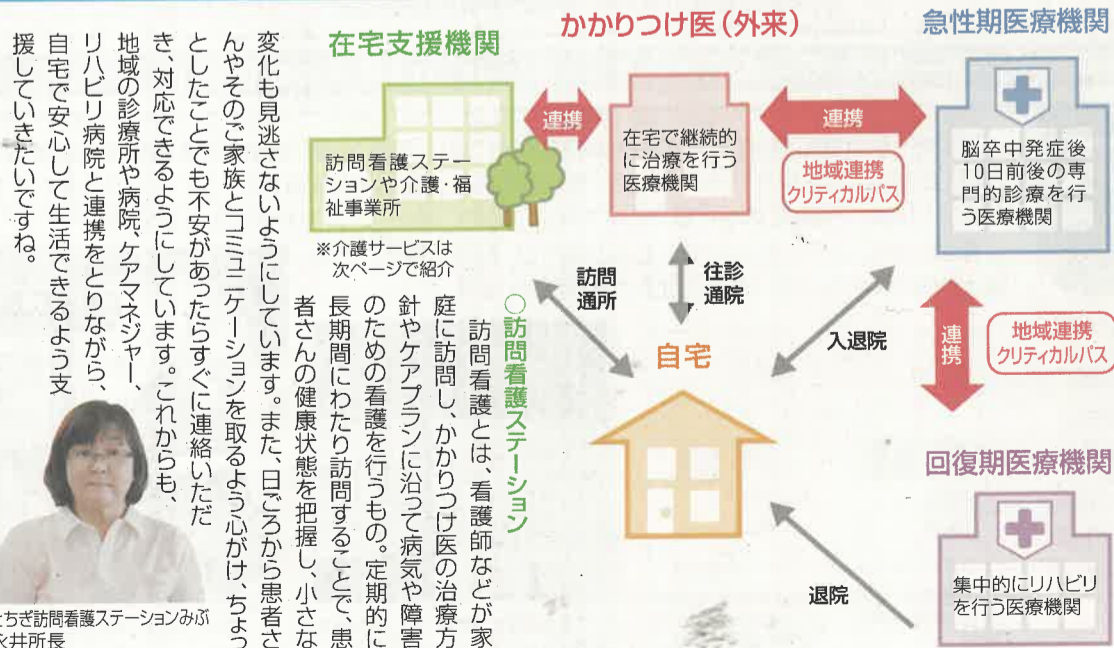 在宅支援機関
訪問看護ステー
ションや介護・福
祉事業所
※介護サービスは
次ページで紹介
連携
かかりつけ医(外来)
在宅で継続的
に治療を行う
医療機関
連携
地域連携
クリティカルパス
急性期医療機関
脳卒中発症後
10日前後の専
門的診療を行
う医療機関
訪問
通所
往診
通院
入退院
連携
地域連携
クリティカルパス
自宅
回復期医療機関
集中的にリハビリ
を行う医療機関
退院
○訪問看護ステーション
訪問看護とは、看護師などが家
庭に訪問し、かかりつけ医の治療方
針やケアプランに沿って病気や障害
のための看護を行うもの。定期的に
長期間にわたり訪問することで、患
者さんの健康状態を把握し、小さな
変化も見逃さないようにしています。また、日ごろから患者さ
んやそのご家族とコミュニケーションを取るよう心がけ、ちょっ
としたことでも不安があったらすぐに連絡いただ
き、対応できるようにしています。これからも、
地域の診療所や病院、ケアマネジャー、
リハビリ病院と連携をとりながら、
自宅で安心して生活できるよう支
援していきたいですね。
とちぎ訪問看護ステーションみぶ
井所長